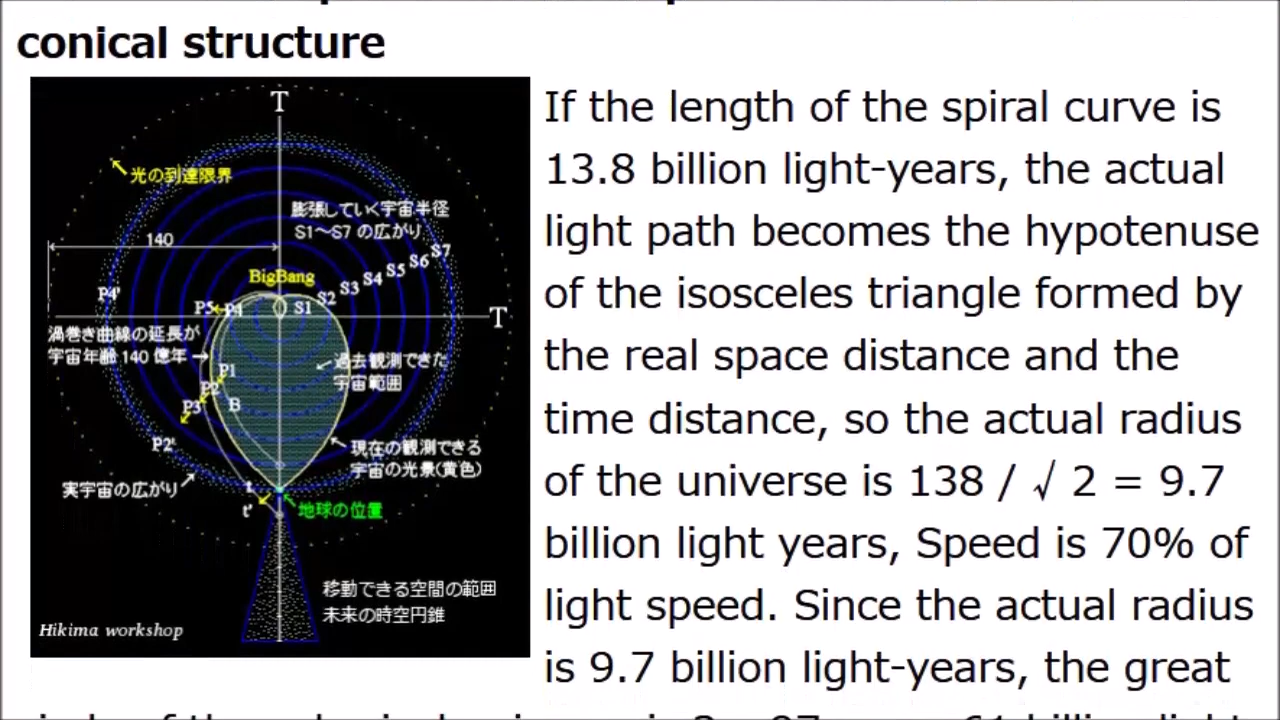 conical structure
T
光の到達限界
膨張していく宇宙半径
S1～S7 の広がり
140
S7
S6
S5
S4
S3
S2
S1
BigBang
P4'
P5
P4
T
渦巻き曲線の延長が
宇宙年齢 140 億年
過去観測できた
宇宙範囲
P1
P2
P3
B
P2'
現在の観測できる
宇宙の光景(黄色)
実宇宙の広がり
t
t'
地球の位置
移動できる空間の範囲
未来の時空円錐
Hikima workshop
If the length of the spiral curve is
13.8 billion light-years, the actual
light path becomes the hypotenuse
of the isosceles triangle formed by
the real space distance and the
time distance, so the actual radius
of the universe is 138 / √ 2 = 9.7
billion light years, Speed is 70% of
light speed. Since the actual radius
is 9.7 billion light-years, the great